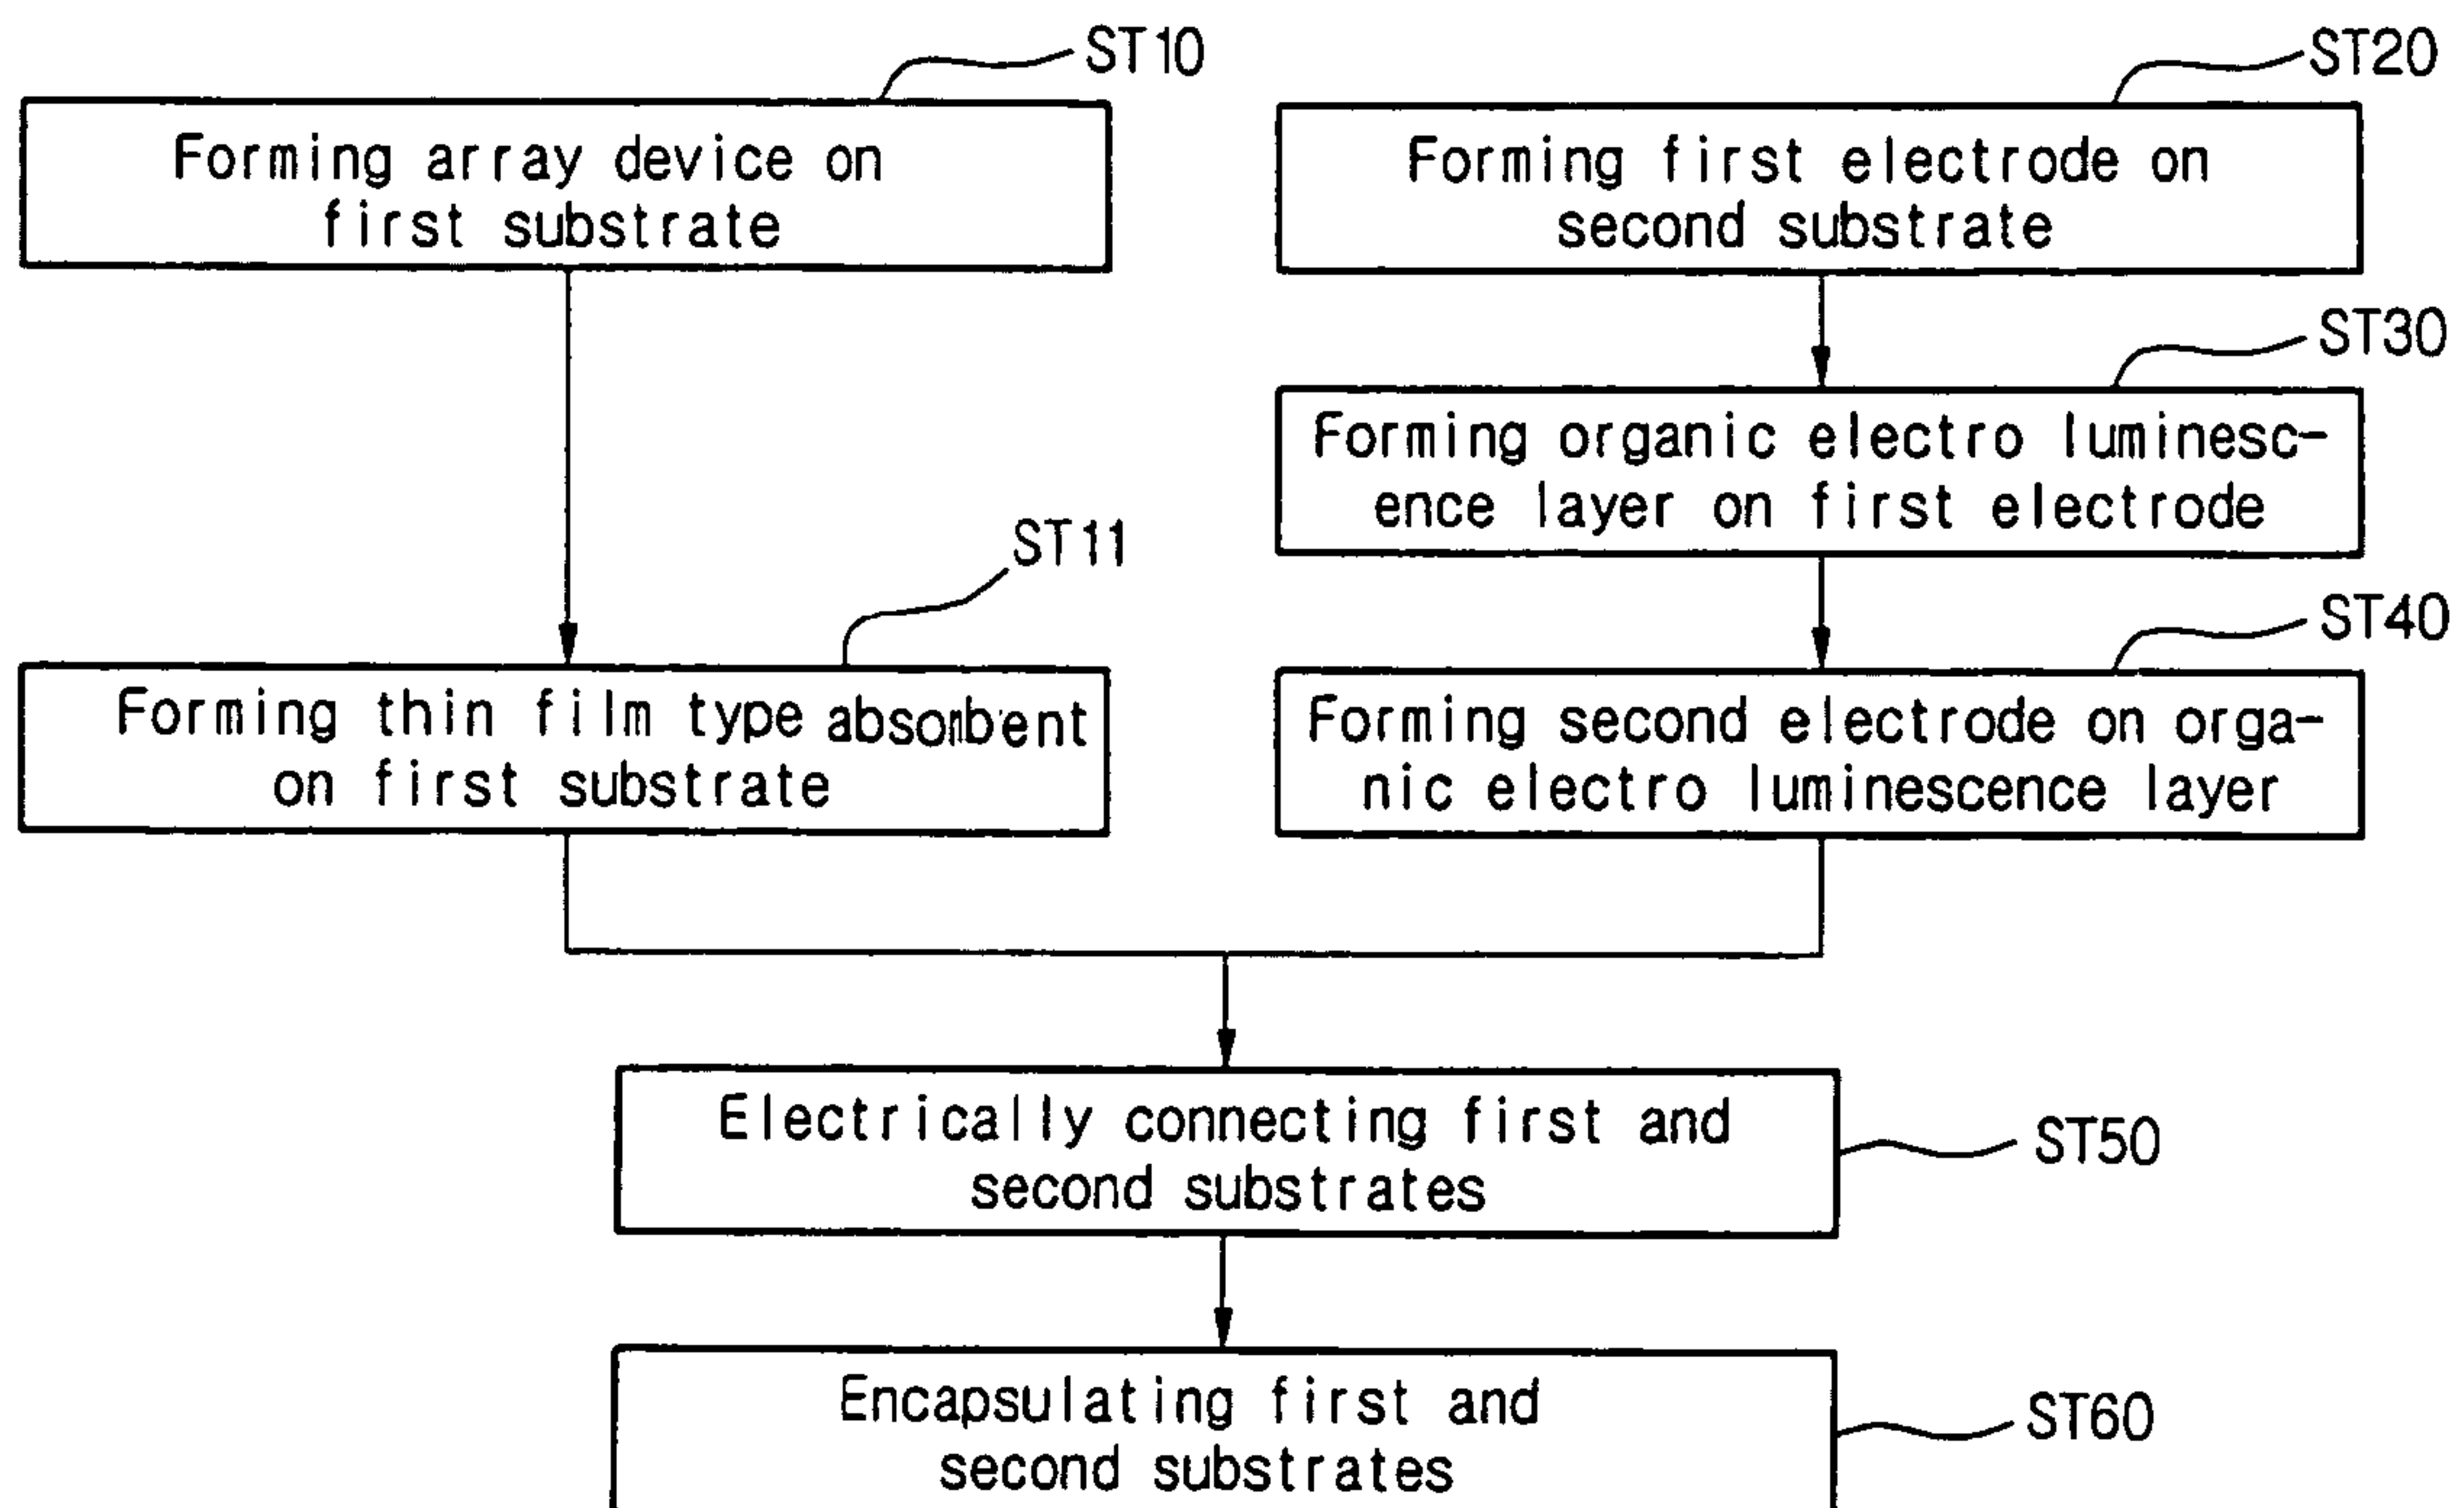 ST10
Forming array device on
first substrate
ST20
Forming first electrode on
second substrate
ST30
Forming organic electro luminesc-
ence layer on first electrode
ST11
Forming thin film type absorbent
on first substrate
ST40
Forming second electrode on orga-
nic electro luminescence layer
Electrically connecting first and
second substrates
ST50
Encapsulating first and
second substrates
ST60